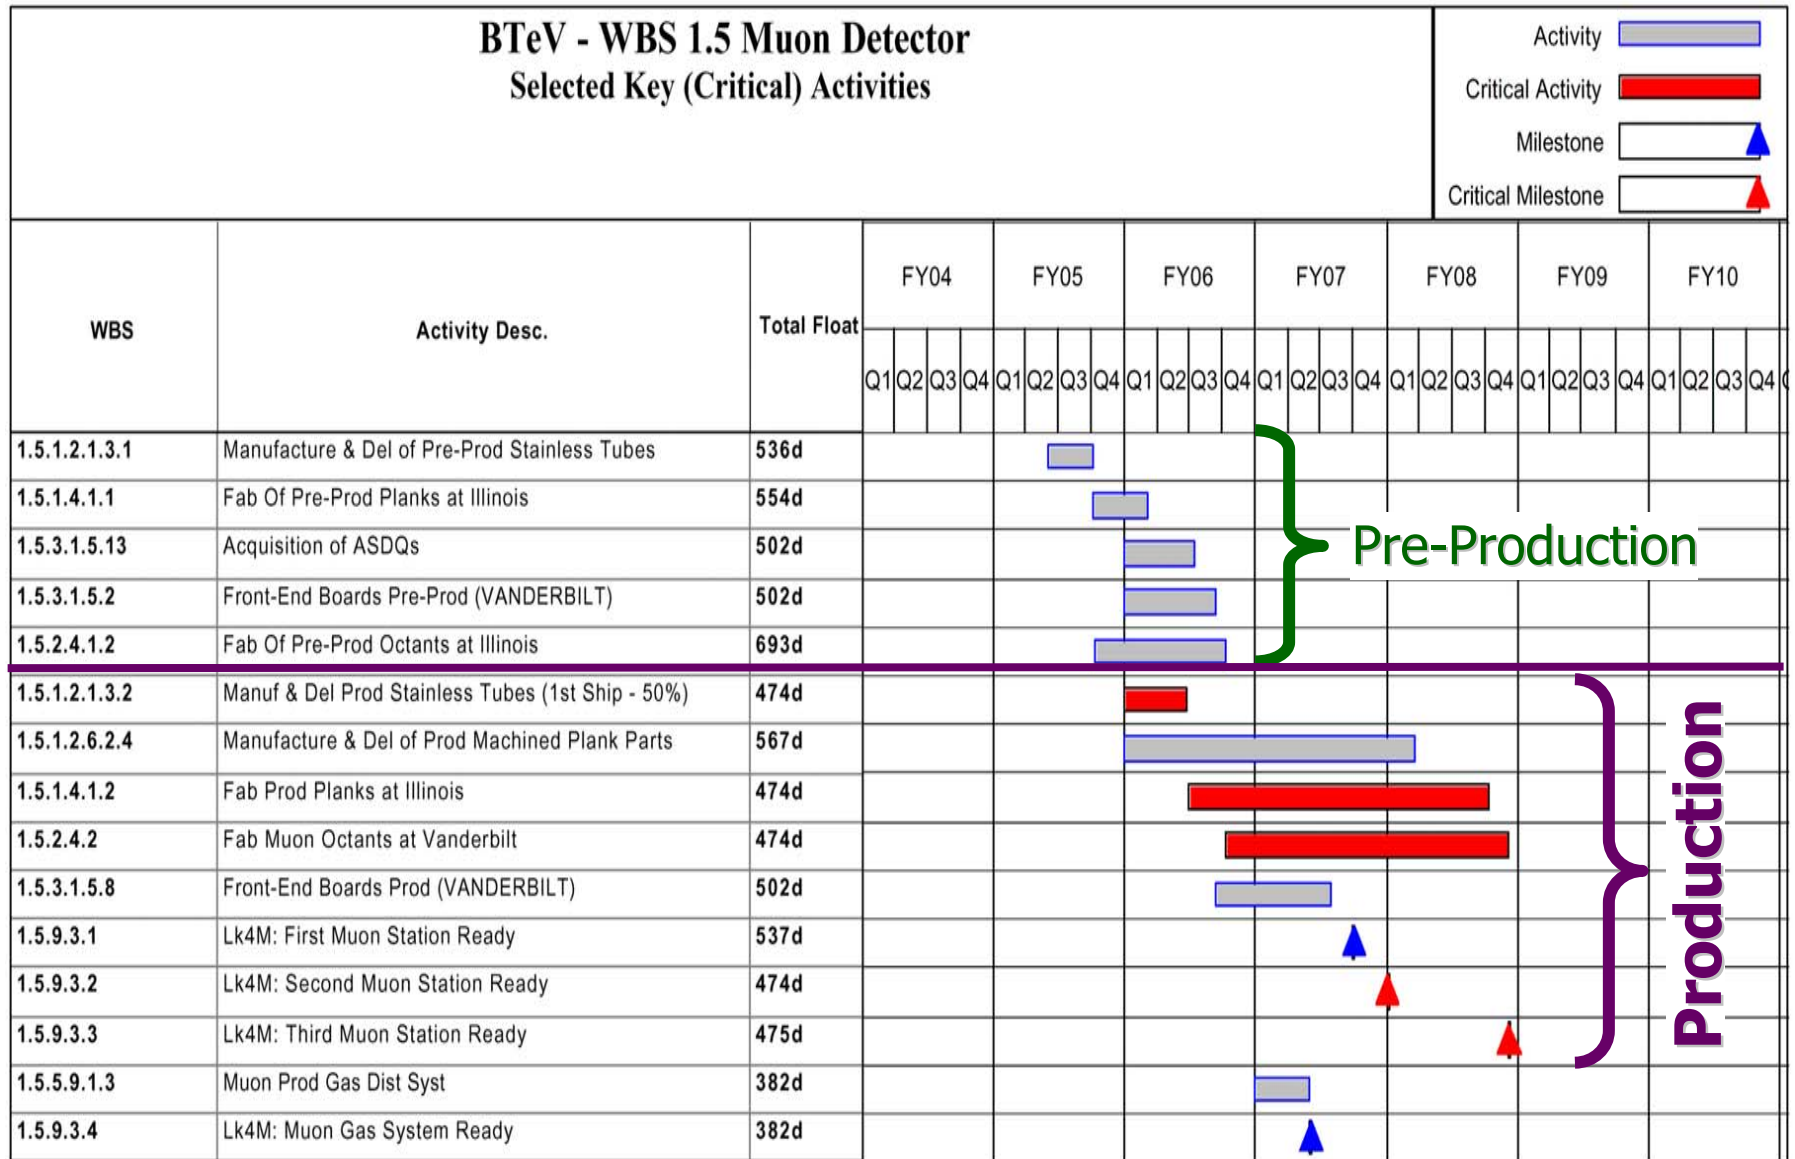 BTeV - WBS 1.5 Muon Detector
Selected Key (Critical) Activities
Activity
Critical Activity
Milestone
Critical Milestone
WBS Activity Desc. Total Float FY04 FY05 FY06 FY07 FY08 FY09 FY10
Q1 Q2 Q3 Q4 Q1 Q2 Q3 Q4 Q1 Q2 Q3 Q4 Q1 Q2 Q3 Q4 Q1 Q2 Q3 Q4 Q1 Q2 Q3 Q4 Q1 Q2 Q3 Q4
1.5.1.2.1.3.1 Manufacture & Del of Pre-Prod Stainless Tubes 536d
1.5.1.4.1.1 Fab Of Pre-Prod Planks at Illinois 554d
1.5.3.1.5.13 Acquisition of ASDQs 502d
Pre-Production
1.5.3.1.5.2 Front-End Boards Pre-Prod (VANDERBILT) 502d
1.5.2.4.1.2 Fab Of Pre-Prod Octants at Illinois 693d
1.5.1.2.1.3.2 Manuf & Del Prod Stainless Tubes (1st Ship - 50%) 474d
1.5.1.2.6.2.4 Manufacture & Del of Prod Machined Plank Parts 567d
1.5.1.4.1.2 Fab Prod Planks at Illinois 474d
1.5.2.4.2 Fab Muon Octants at Vanderbilt 474d
1.5.3.1.5.8 Front-End Boards Prod (VANDERBILT) 502d
Production
1.5.9.3.1 Lk4M: First Muon Station Ready 537d
1.5.9.3.2 Lk4M: Second Muon Station Ready 474d
1.5.9.3.3 Lk4M: Third Muon Station Ready 475d
1.5.5.9.1.3 Muon Prod Gas Dist Syst 382d
1.5.9.3.4 Lk4M: Muon Gas System Ready 382d